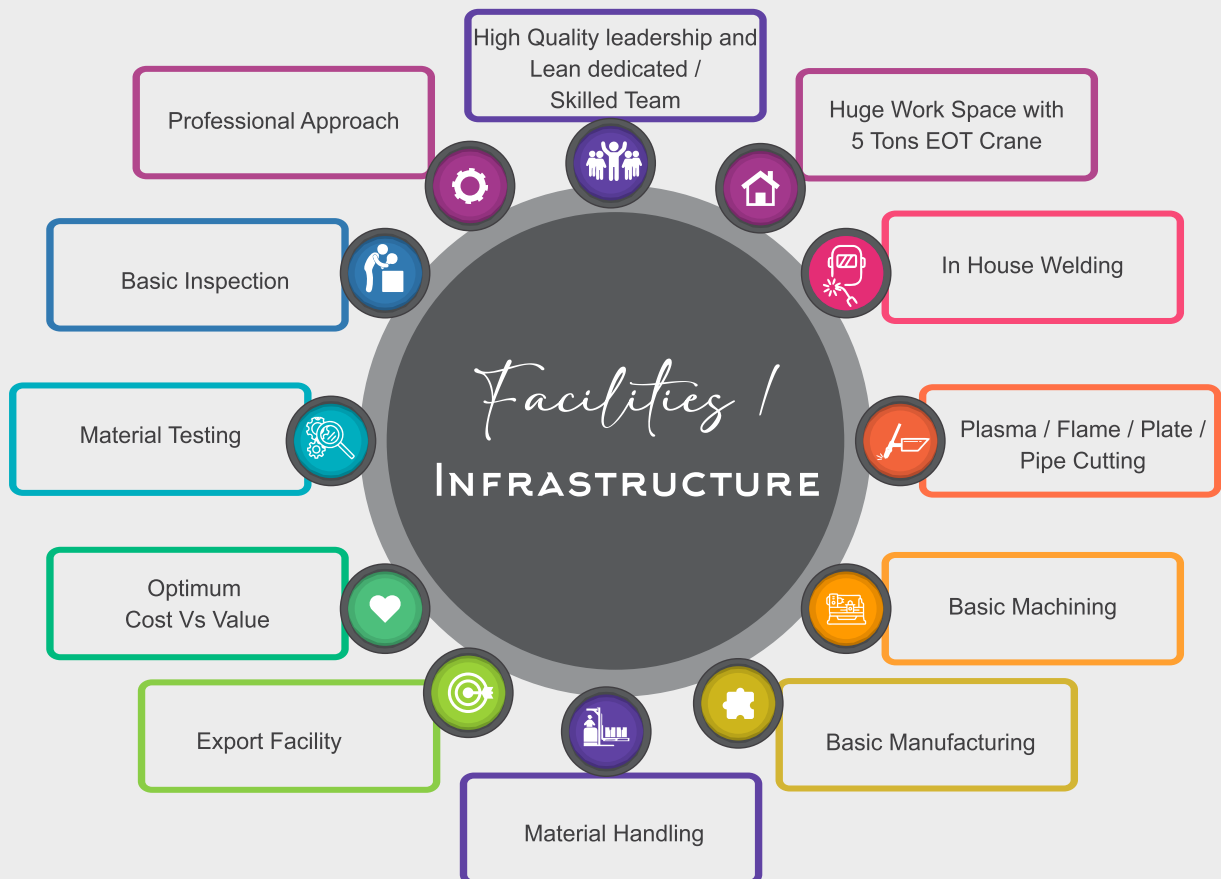 High Quality leadership and
Lean dedicated /
Skilled Team
Professional Approach
Huge Work Space with
5 Tons EOT Crane
Basic Inspection
In House Welding
Facilities /
INFRASTRUCTURE
Material Testing
Plasma / Flame / Plate /
Pipe Cutting
Optimum
Cost Vs Value
Basic Machining
Export Facility
Basic Manufacturing
Material Handling